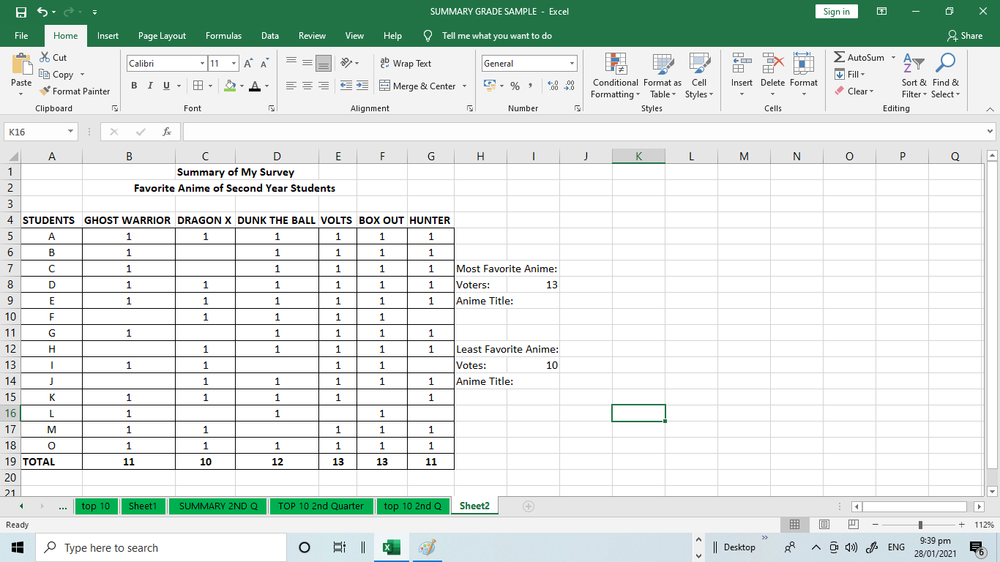 SUMMARY GRADE SAMPLE - Excel
Sign in
File Home Insert Page Layout Formulas Data Review View Help Tell me what you want to do Share
Cut
Copy
Format Painter
Paste
Clipboard
Calibri 11 A A
B I U A
Font
ab Wrap Text
Merge & Center
Alignment
General
% , .00 .00
Number
Conditional Formatting
Format as Table
Cell Styles
Styles
Insert Delete Format
Cells
AutoSum
Fill
Clear
Sort & Filter
Find & Select
Editing
K16 fx
A B C D E F G H I J K L M N O P Q
1 Summary of My Survey
2 Favorite Anime of Second Year Students
3
4 STUDENTS GHOST WARRIOR DRAGON X DUNK THE BALL VOLTS BOX OUT HUNTER
5 A 1 1 1 1 1 1
6 B 1 1 1 1 1
7 C 1 1 1 1 1 Most Favorite Anime:
8 D 1 1 1 1 1 1 Voters: 13
9 E 1 1 1 1 1 1 Anime Title:
10 F 1 1 1 1
11 G 1 1 1 1 1
12 H 1 1 1 1 1 Least Favorite Anime:
13 I 1 1 1 1 Votes: 10
14 J 1 1 1 1 1 Anime Title:
15 K 1 1 1 1 1
16 L 1 1 1
17 M 1 1 1 1 1
18 O 1 1 1 1 1 1
19 TOTAL 11 10 12 13 13 11
20
21
... top 10 Sheet1 SUMMARY 2ND Q TOP 10 2nd Quarter top 10 2nd Q Sheet2
Ready 112%
Type here to search
Desktop
ENG
9:39 pm
28/01/2021
6